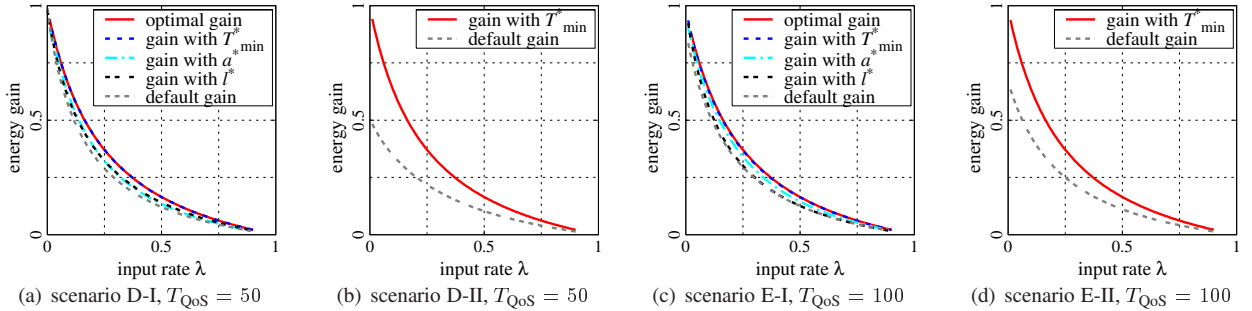 energy gain
1
0.5
0
optimal gain
gain with T*min
gain with a*min
gain with l*
default gain
0 0.5 1
input rate λ
(a) scenario D-I, TQoS = 50
energy gain
1
0.5
0
gain with T*min
default gain
0 0.5 1
input rate λ
(b) scenario D-II, TQoS = 50
energy gain
1
0.5
0
optimal gain
gain with T*min
gain with a*min
gain with l*
default gain
0 0.5 1
input rate λ
(c) scenario E-I, TQoS = 100
energy gain
1
0.5
0
gain with T*min
default gain
0 0.5 1
input rate λ
(d) scenario E-II, TQoS = 100